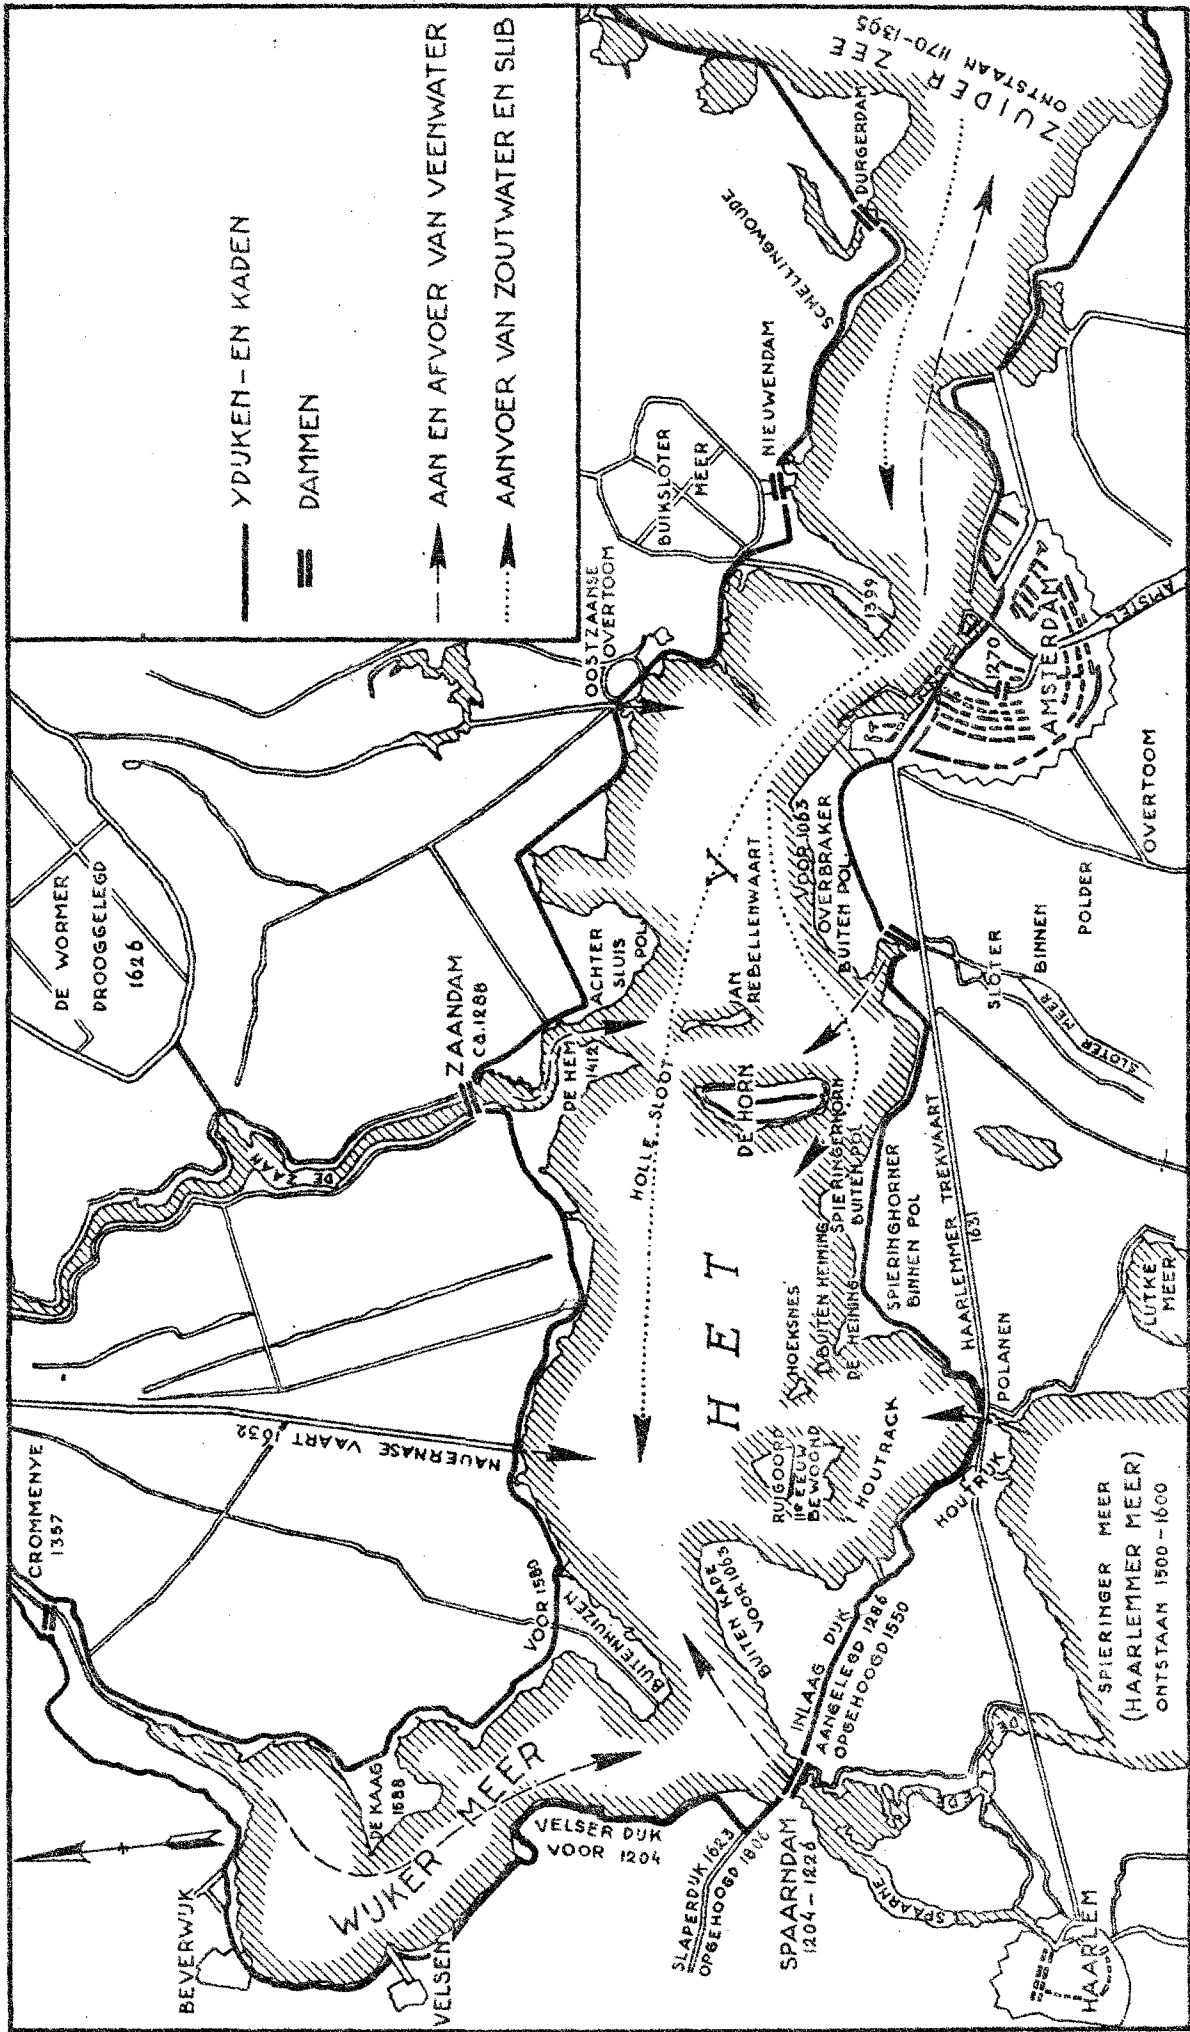 YDIJKEN-EN KADEN
DAMMEN
AAN EN AFVOER VAN VEENWATER
AANVOER VAN ZOUTWATER EN SLIB
ZUIDER ZEE
ONTSTAAN 1170-1395
DURGERDAM
SCHELLINGWOUDE
NIEUWENDAM
BUIKSLOTER
MEER
OOSTZAANSE
OVERTOOM
1399
1270
AMSTERDAM
AMSTEL
OVERTOOM
DE WORMER
DROOGGELEGD
1626
ZAANDAM
ca. 1288
ACHTER
SLUIS
POL
DE HEM
1412
DE ZAAN
HOLLE SLOOT
HET Y
JAN
REBELLENWAART
DE HORN
VOOR 1063
OVERBRAKER
BUITEN POL.
SLOTER
BINNEN
POLDER
SLOTER MEER
SPIERINGERHORN
BUITEN POL
SPIERINGHORNER
BINNEN POL
HAARLEMMER TREKVAART
1631
BUITEN HEINING
DE HEINING
HOEKSNES
LUTKE
MEER
POLANEN
HOUTRIJK
HOUTRACK
RUIGOORD
11e EEUW
BEWOOND
NAUERNASE VAART 1632
CROMMENYE
1357
VOOR 1580
BUITENHUIZEN
BUITEN KADE
VOOR 1063
INLAAG DIJK
AANGELEGD 1286
OPGEHOOGD 1550
SPIERINGER MEER
(HAARLEMMER MEER)
ONTSTAAN 1500-1600
DE KAAG
1588
WIJKER MEER
VELSER DIJK
VOOR 1204
BEVERWIJK
VELSEN
SLAPERDIJK 1623
OPGEHOOGD
SPAARNDAM
1204-1226
SPAARNE
HAARLEM